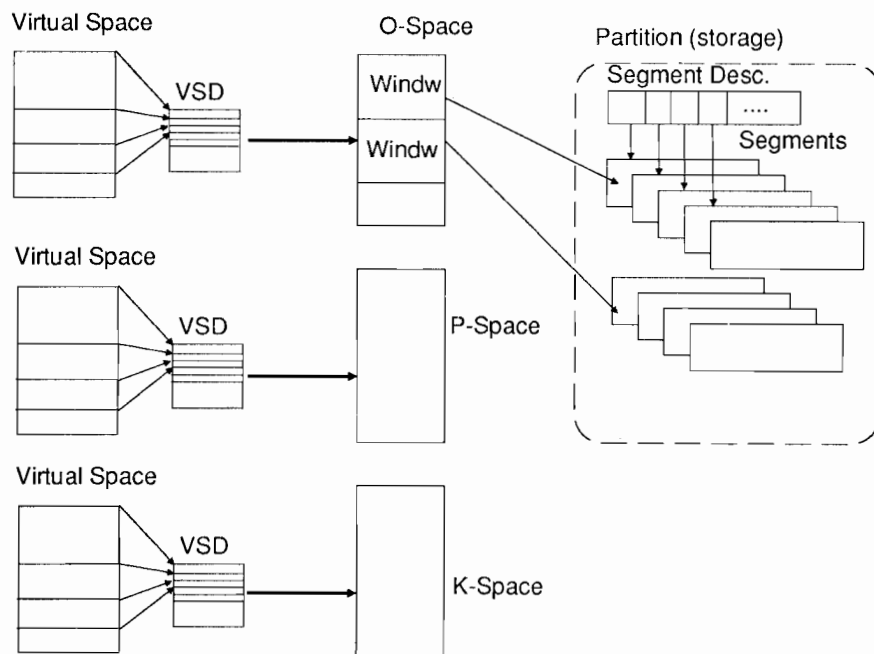 Virtual Space
VSD
O-Space
Windw
Windw
Partition (storage)
Segment Desc.
....
Segments
Virtual Space
VSD
P-Space
Virtual Space
VSD
K-Space